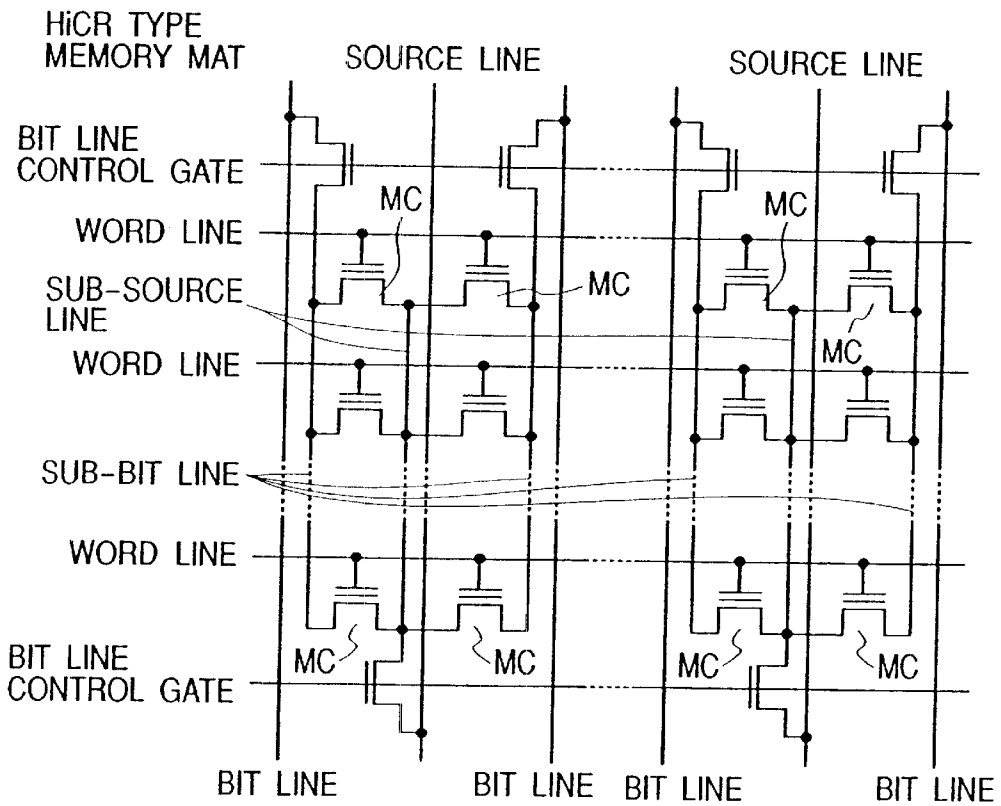 HiCR TYPE
MEMORY MAT
SOURCE LINE
SOURCE LINE
BIT LINE
CONTROL GATE
MC
MC
WORD LINE
SUB-SOURCE
LINE
MC
MC
WORD LINE
SUB-BIT LINE
WORD LINE
BIT LINE
CONTROL GATE
MC
MC
MC
MC
BIT LINE
BIT LINE
BIT LINE
BIT LINE